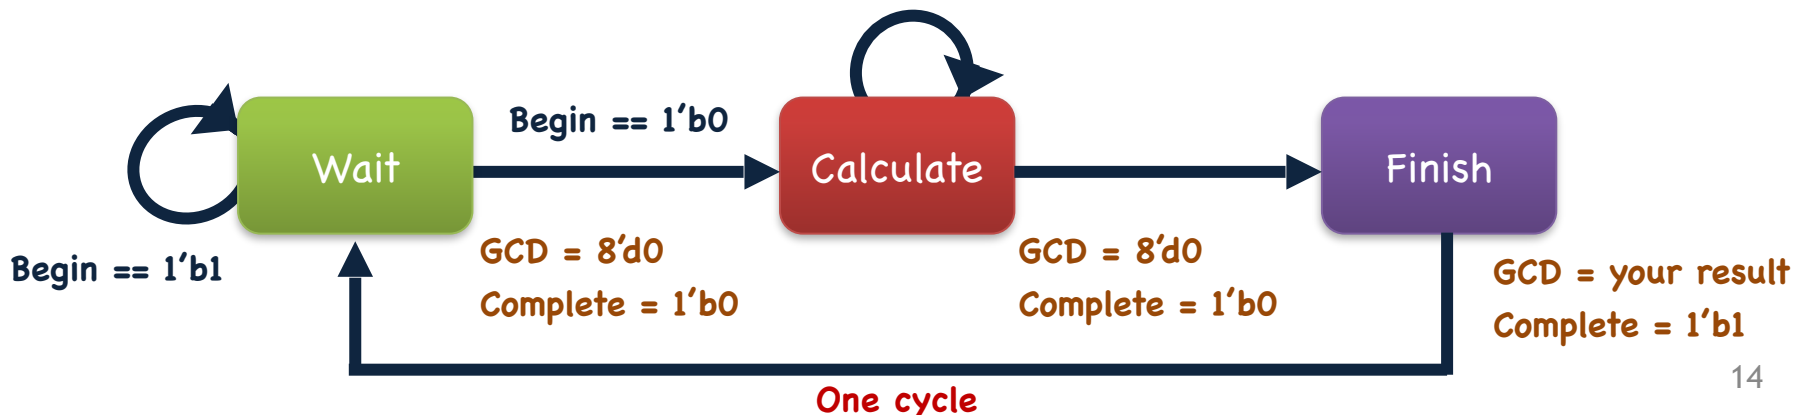 Begin == 1'b0
Wait
Calculate
Finish
Begin == 1'b1
GCD = 8'd0
Complete = 1'b0
GCD = 8'd0
Complete = 1'b0
GCD = your result
Complete = 1'b1
One cycle
14